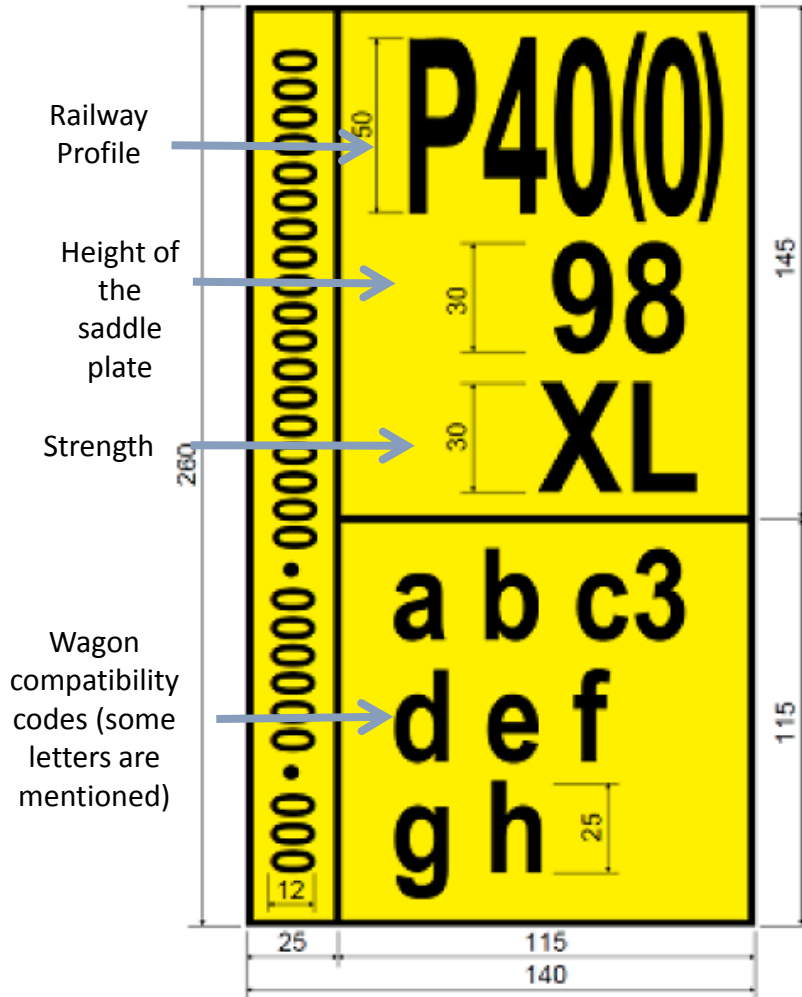 Railway
Profile
Height of
the
saddle
plate
Strength
Wagon
compatibility
codes (some
letters are
mentioned)
000•000000•000000000000000000
P40(0)
98
XL
a b c3
d e f
g h
50
30
30
25
12
260
145
115
25
115
140